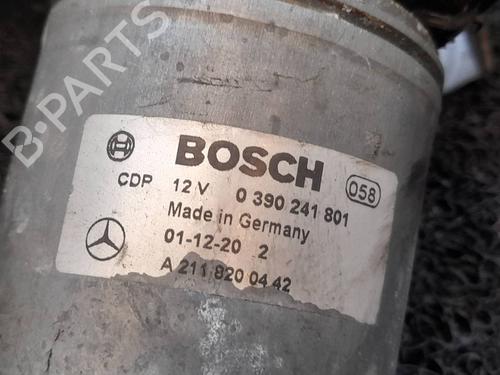 B-PARTS
BOSCH
058
CDP 12 V 0 390 241 801
Made in Germany
01-12-20 2
A 211 820 04 42